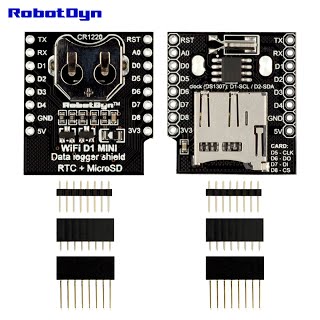 RobotDyn
CR1220
TX RST
RX A0
D1 D0
D2 D5
D3 D6
D4 D7
GND D8
5V 3V3
RobotDyn™
WiFi D1 MINI
Data logger shield
RTC + MicroSD
RST TX
A0 RX
D0 D1
D5 D2
D6 D3
D7 D4
D8 GND
3V3 5V
clock (DS1307): D1-SCL / D2-SDA
CARD:
D5 - CLK
D6 - DO
D7 - DI
D8 - CS